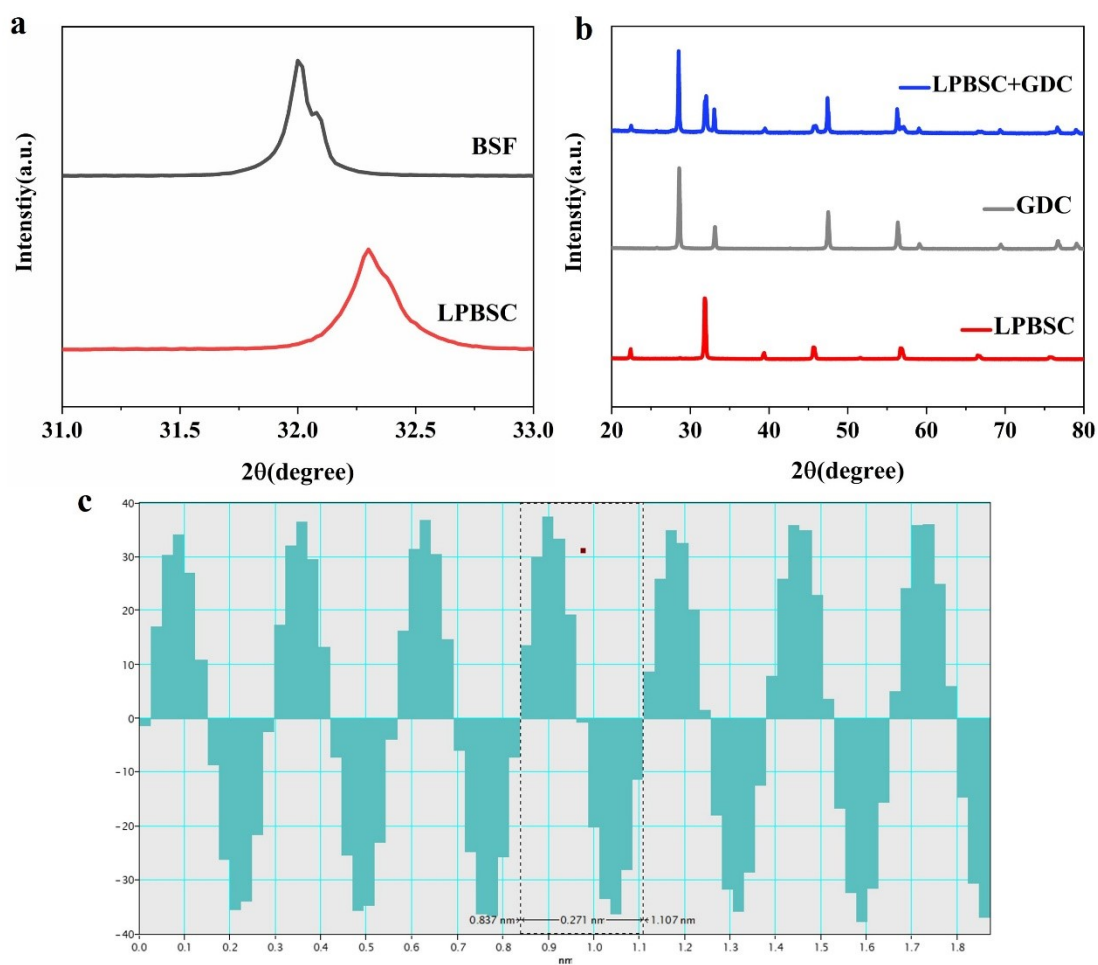 a
BSF
LPBSC
Intenstiy(a.u.)
31.0 31.5 32.0 32.5 33.0
2θ(degree)
b
LPBSC+GDC
GDC
LPBSC
Intenstiy(a.u.)
20 30 40 50 60 70 80
2θ(degree)
c
40
30
20
10
0
-10
-20
-30
-40
0.837 nm 0.271 nm 1.107 nm
0.0 0.1 0.2 0.3 0.4 0.5 0.6 0.7 0.8 0.9 1.0 1.1 1.2 1.3 1.4 1.5 1.6 1.7 1.8
nm